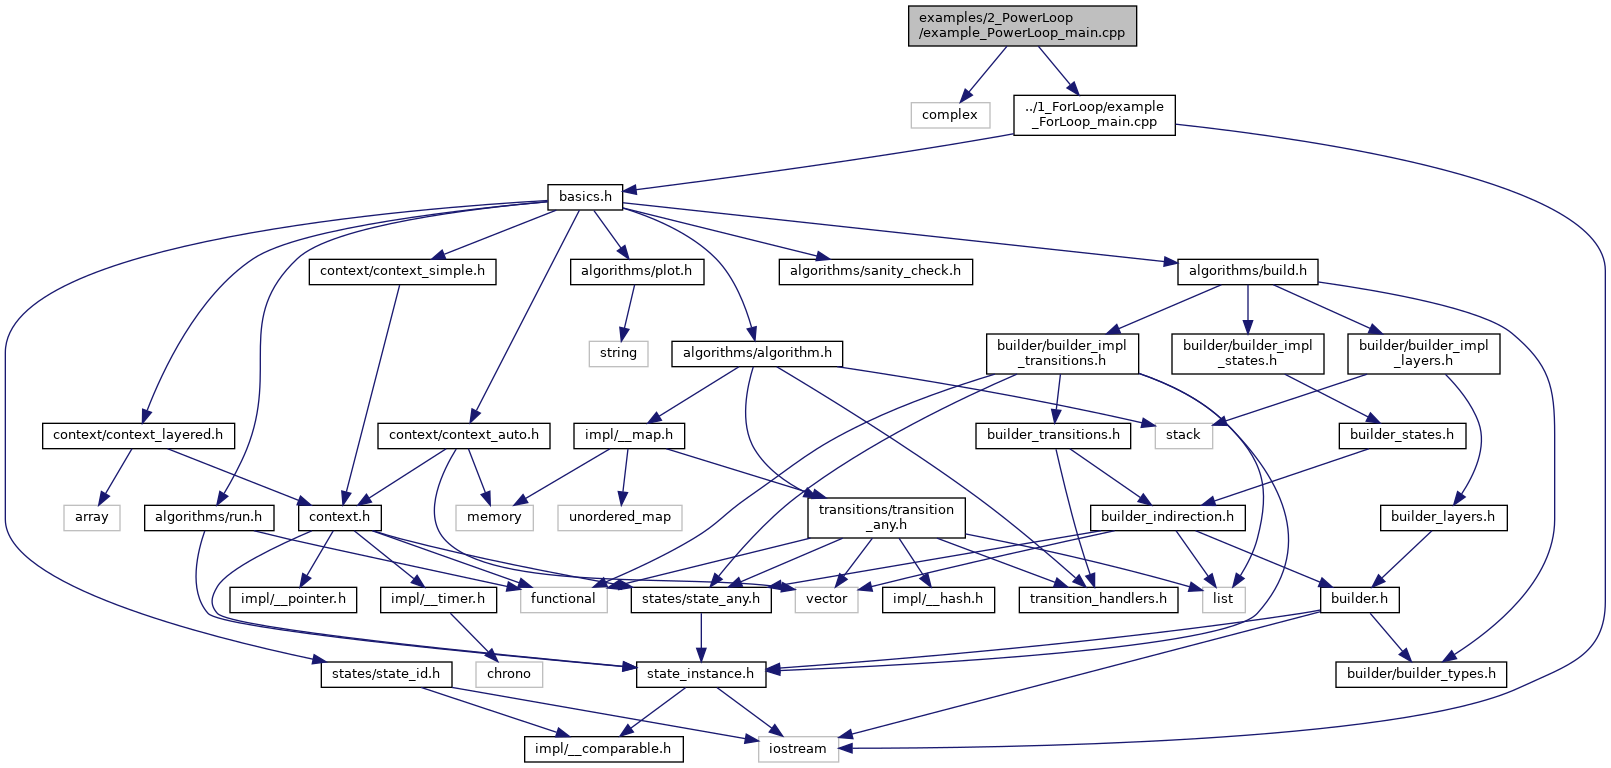 examples/2_PowerLoop
/example_PowerLoop_main.cpp
complex
../1_ForLoop/example
_ForLoop_main.cpp
basics.h
context/context_simple.h
algorithms/plot.h
algorithms/sanity_check.h
algorithms/build.h
string
algorithms/algorithm.h
builder/builder_impl
_transitions.h
builder/builder_impl
_states.h
builder/builder_impl
_layers.h
context/context_layered.h
context/context_auto.h
impl/__map.h
builder_transitions.h
stack
builder_states.h
array
algorithms/run.h
context.h
memory
unordered_map
transitions/transition
_any.h
builder_indirection.h
builder_layers.h
impl/__pointer.h
impl/__timer.h
functional
states/state_any.h
vector
impl/__hash.h
transition_handlers.h
list
builder.h
states/state_id.h
chrono
state_instance.h
builder/builder_types.h
impl/__comparable.h
iostream